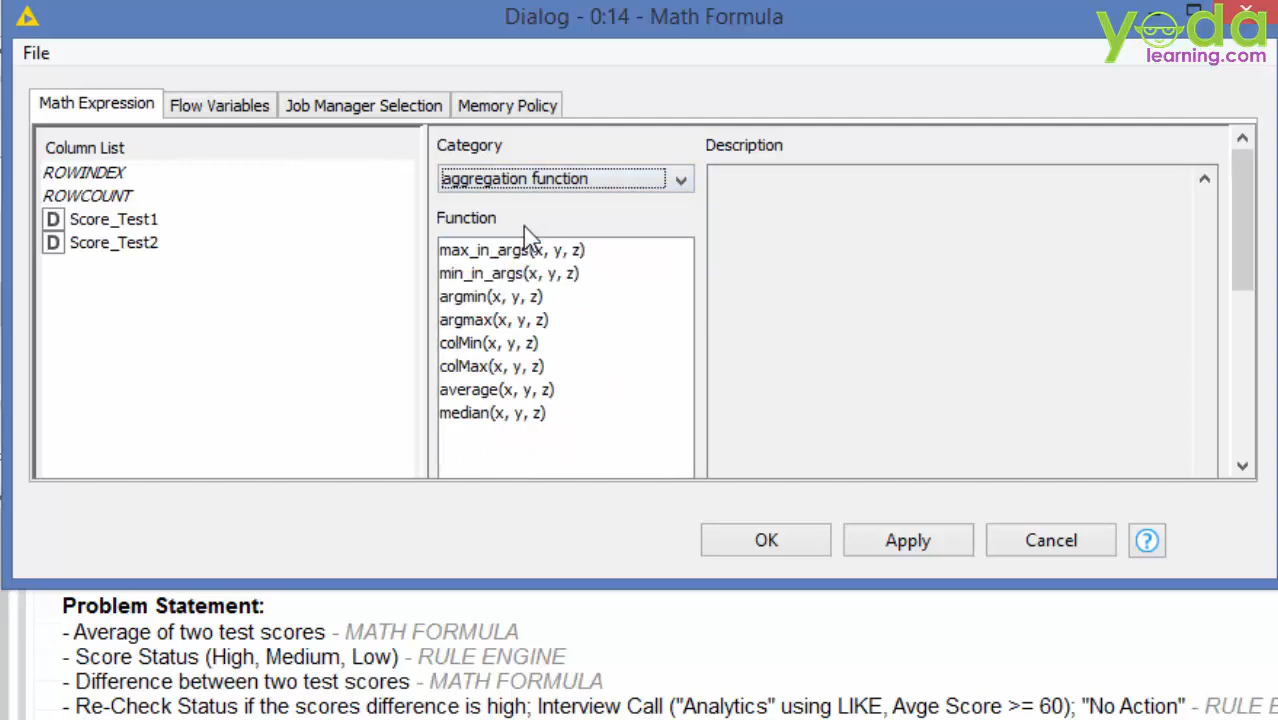 Dialog - 0:14 - Math Formula
yoda
learning.com
File
Math Expression
Flow Variables
Job Manager Selection
Memory Policy
Column List
ROWINDEX
ROWCOUNT
D Score_Test1
D Score_Test2
Category
aggregation function
Function
max_in_args(x, y, z)
min_in_args(x, y, z)
argmin(x, y, z)
argmax(x, y, z)
colMin(x, y, z)
colMax(x, y, z)
average(x, y, z)
median(x, y, z)
Description
OK
Apply
Cancel
?
Problem Statement:
- Average of two test scores - MATH FORMULA
- Score Status (High, Medium, Low) - RULE ENGINE
- Difference between two test scores - MATH FORMULA
- Re-Check Status if the scores difference is high; Interview Call ("Analytics" using LIKE, Avge Score >= 60); "No Action" - RULE E